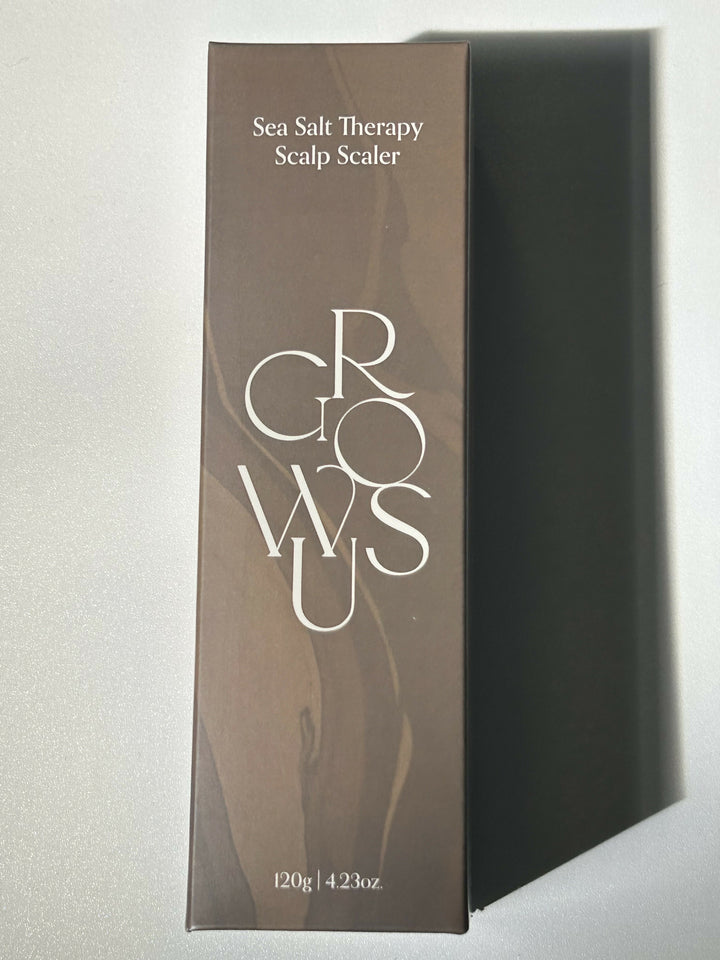 Sea Salt Therapy
Scalp Scaler
GROWUS
120g | 4.23oz.